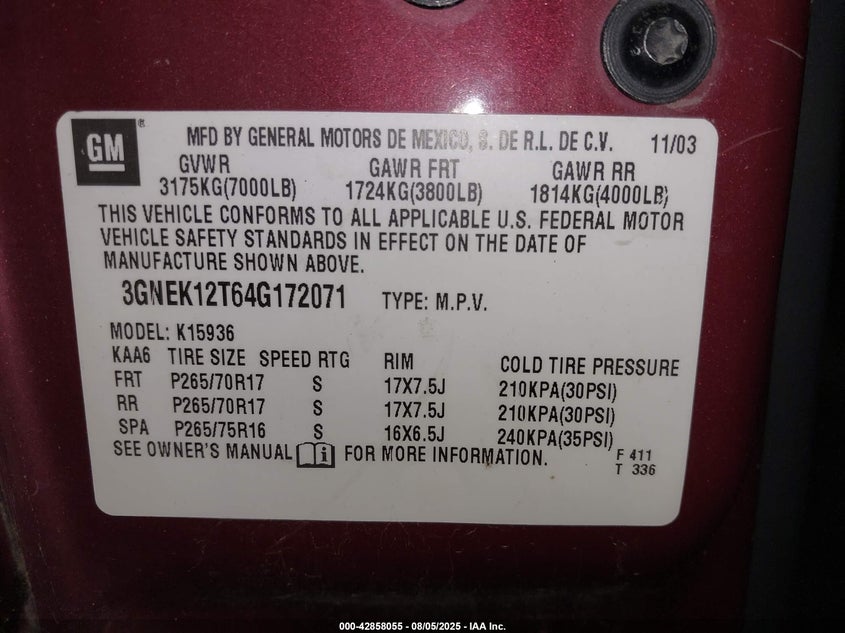 GM ® MFD BY GENERAL MOTORS DE MEXICO, S. DE R.L. DE C.V. 11/03
GVWR GAWR FRT GAWR RR
3175KG(7000LB) 1724KG(3800LB) 1814KG(4000LB)
THIS VEHICLE CONFORMS TO ALL APPLICABLE U.S. FEDERAL MOTOR
VEHICLE SAFETY STANDARDS IN EFFECT ON THE DATE OF
MANUFACTURE SHOWN ABOVE.
3GNEK12T64G172071 TYPE: M.P.V.
MODEL: K15936
KAA6 TIRE SIZE SPEED RTG RIM COLD TIRE PRESSURE
FRT P265/70R17 S 17X7.5J 210KPA(30PSI)
RR P265/70R17 S 17X7.5J 210KPA(30PSI)
SPA P265/75R16 S 16X6.5J 240KPA(35PSI)
SEE OWNER'S MANUAL i FOR MORE INFORMATION. F 411
T 336
000-42858055 - 08/05/2025 - IAA Inc.